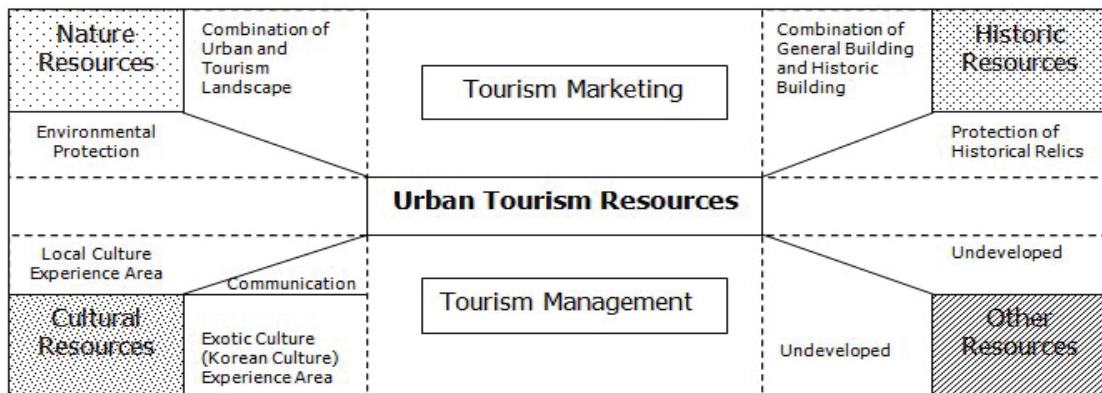 Nature
Resources
Combination of
Urban and
Tourism
Landscape
Tourism Marketing
Combination of
General Building
and Historic
Building
Historic
Resources
Environmental
Protection
Protection of
Historical Relics
Urban Tourism Resources
Local Culture
Experience Area
Communication
Undeveloped
Cultural
Resources
Exotic Culture
(Korean Culture)
Experience Area
Tourism Management
Undeveloped
Other
Resources